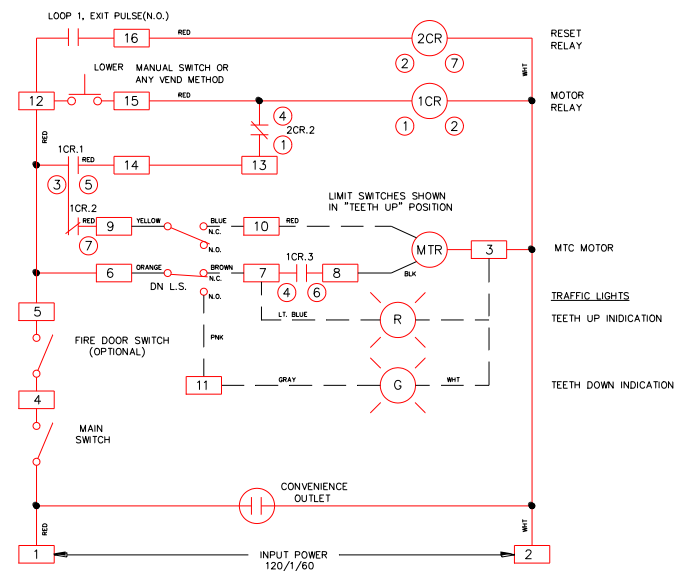 LOOP 1, EXIT PULSE(N.O.)
16
RED
2CR
RESET
RELAY
2
7
WHT
LOWER
MANUAL SWITCH OR
ANY VEND METHOD
12
15
RED
1CR
MOTOR
RELAY
4
2CR.2
1
1
2
RED
1CR.1
RED
14
13
3
5
1CR.2
RED
9
YELLOW
BLUE
N.C.
10
RED
LIMIT SWITCHES SHOWN
IN "TEETH UP" POSITION
7
N.O.
MTR
3
MTC MOTOR
6
ORANGE
BROWN
N.C.
7
1CR.3
8
BLK
DN L.S.
N.O.
4
6
TRAFFIC LIGHTS
5
LT. BLUE
R
TEETH UP INIDICATION
FIRE DOOR SWITCH
(OPTIONAL)
PNK
11
GRAY
G
WHT
TEETH DOWN INDICATION
4
MAIN
SWITCH
CONVENIENCE
OUTLET
RED
WHT
1
INPUT POWER
120/1/60
2